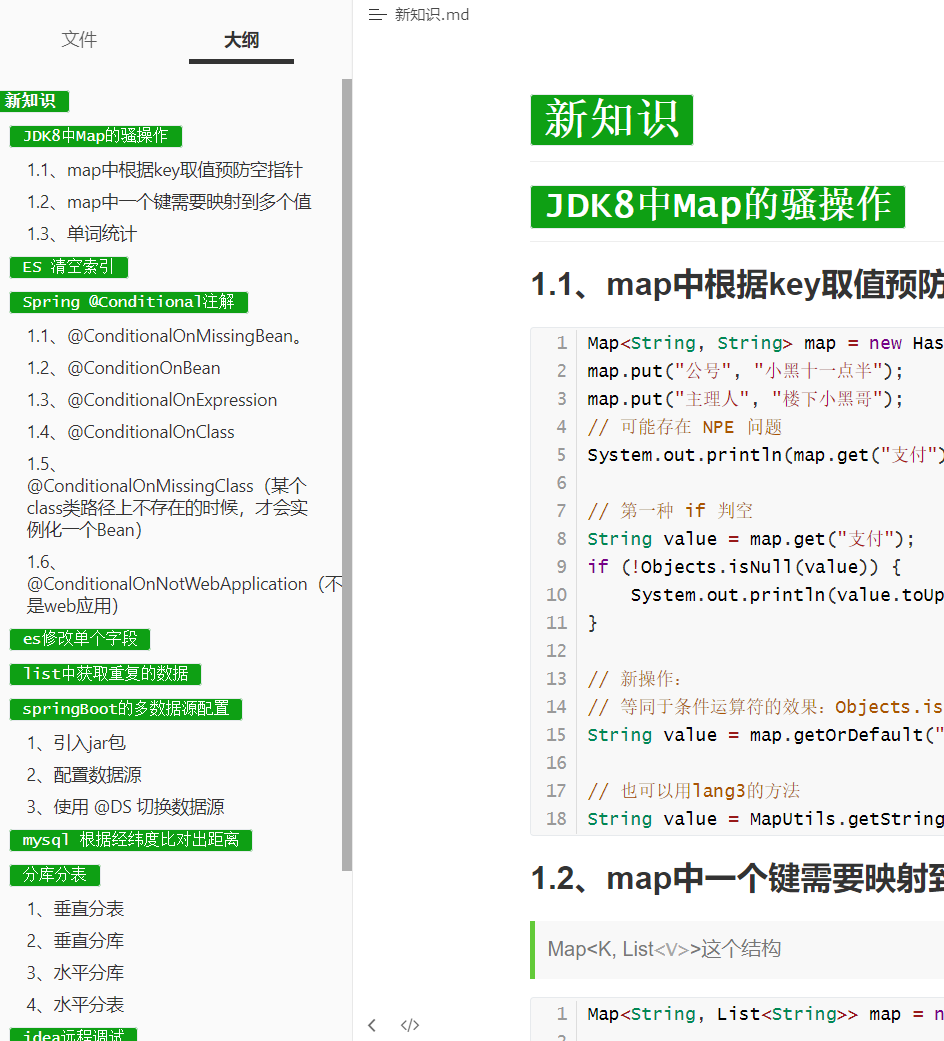 文件
大纲
新知识
JDK8中Map的骚操作
1.1、map中根据key取值预防空指针
1.2、map中一个键需要映射到多个值
1.3、单词统计
ES 清空索引
Spring @Conditional注解
1.1、@ConditionalOnMissingBean。
1.2、@ConditionOnBean
1.3、@ConditionalOnExpression
1.4、@ConditionalOnClass
1.5、
@ConditionalOnMissingClass（某个
class类路径上不存在的时候，才会实
例化一个Bean）
1.6、
@ConditionalOnNotWebApplication（不
是web应用）
es修改单个字段
list中获取重复的数据
springBoot的多数据源配置
1、引入jar包
2、配置数据源
3、使用 @DS 切换数据源
mysql 根据经纬度比对出距离
分库分表
1、垂直分表
2、垂直分库
3、水平分库
4、水平分表
idea远程调试
新知识.md
新知识
JDK8中Map的骚操作
1.1、map中根据key取值预防
1 Map<String, String> map = new Has
2 map.put("公号", "小黑十一点半");
3 map.put("主理人", "楼下小黑哥");
4 // 可能存在 NPE 问题
5 System.out.println(map.get("支付")
6
7 // 第一种 if 判空
8 String value = map.get("支付");
9 if (!Objects.isNull(value)) {
10 System.out.println(value.toUp
11 }
12
13 // 新操作：
14 // 等同于条件运算符的效果：Objects.is
15 String value = map.getOrDefault("
16
17 // 也可以用lang3的方法
18 String value = MapUtils.getString
1.2、map中一个键需要映射到
Map<K, List<V>>这个结构
1 Map<String, List<String>> map = n
2